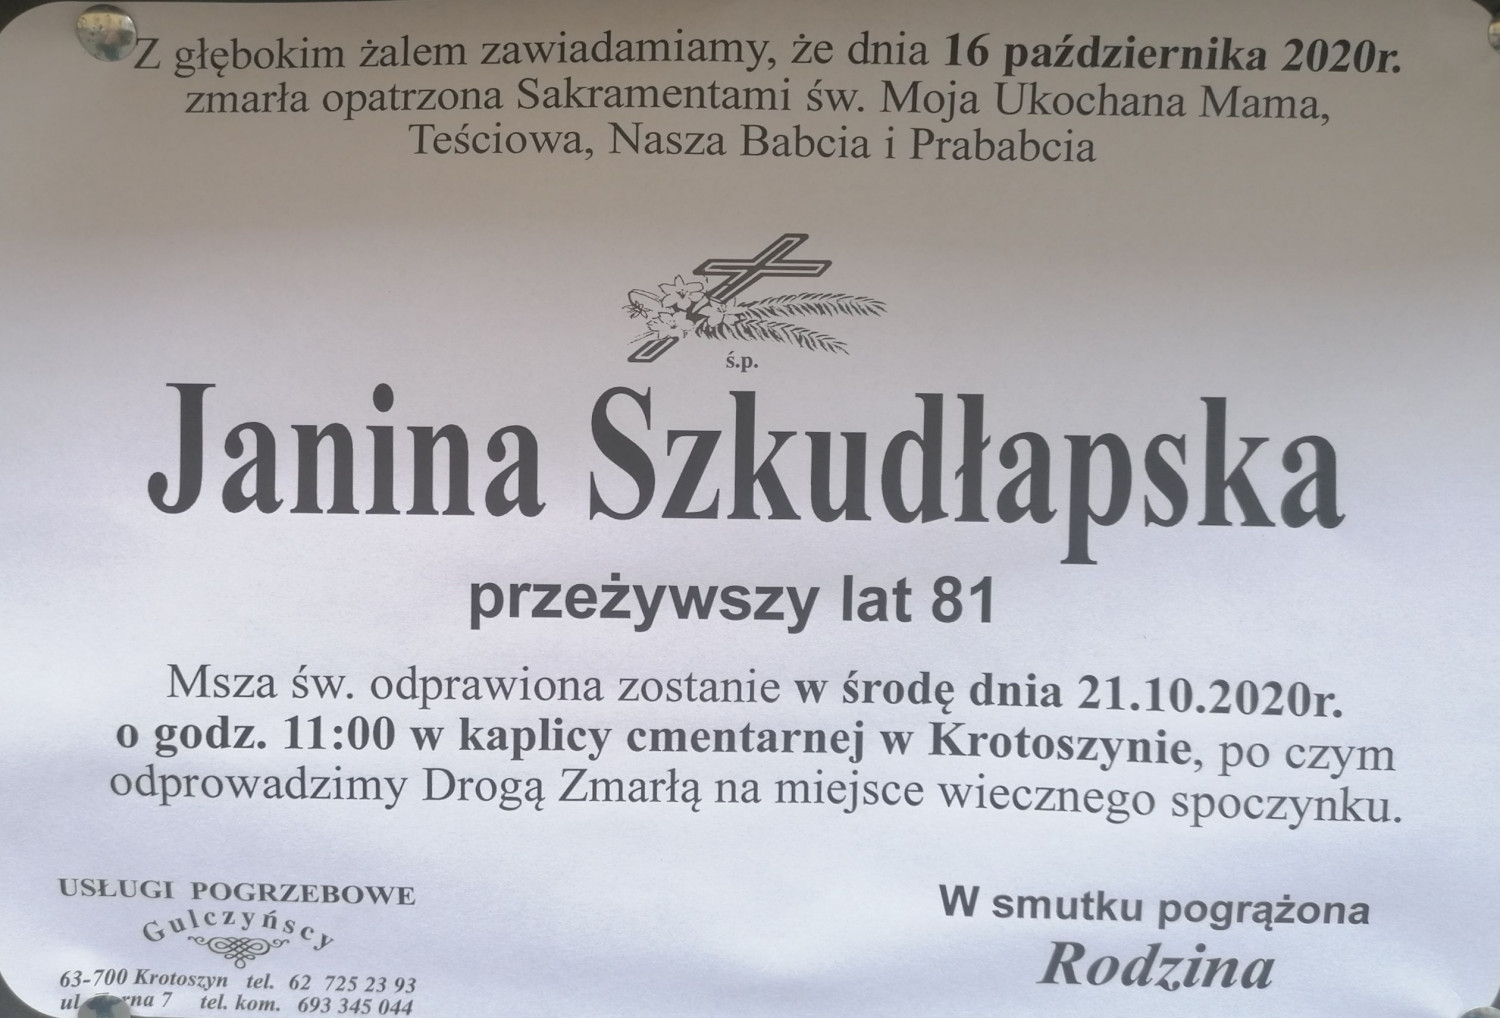 Z głębokim żalem zawiadamiamy, że dnia 16 października 2020r.
zmarła opatrzona Sakramentami św. Moja Ukochana Mama,
Teściowa, Nasza Babcia i Prababcia
ś.p.
Janina Szkudłapska
przeżywszy lat 81
Msza św. odprawiona zostanie w środę dnia 21.10.2020r.
o godz. 11:00 w kaplicy cmentarnej w Krotoszynie, po czym
odprowadzimy Drogą Zmarłą na miejsce wiecznego spoczynku.
USŁUGI POGRZEBOWE
Gulczyńscy
63-700 Krotoszyn tel. 62 725 23 93
ul. 7 tel. kom. 693 345 044
W smutku pogrążona
Rodzina